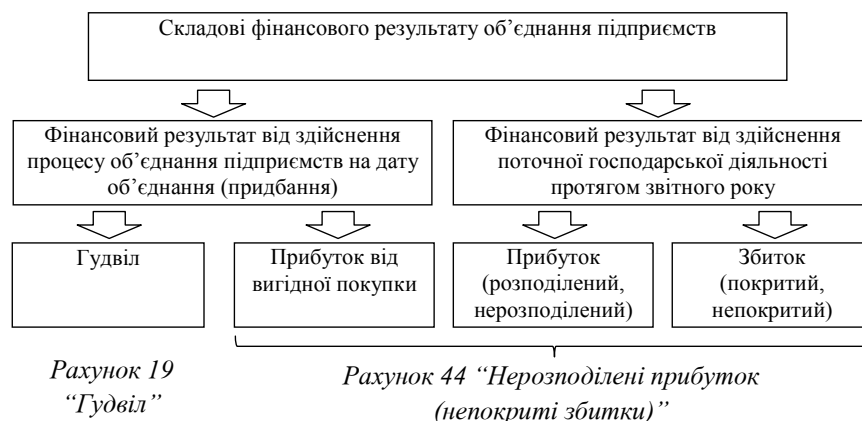 Складові фінансового результату об’єднання підприємств
Фінансовий результат від здійснення
процесу об’єднання підприємств на дату
об’єднання (придбання)
Фінансовий результат від здійснення
поточної господарської діяльності
протягом звітного року
Гудвіл
Прибуток від
вигідної покупки
Прибуток
(розподілений,
нерозподілений)
Збиток
(покритий,
непокритий)
Рахунок 19
“Гудвіл”
Рахунок 44 “Нерозподілені прибуток
(непокриті збитки)”